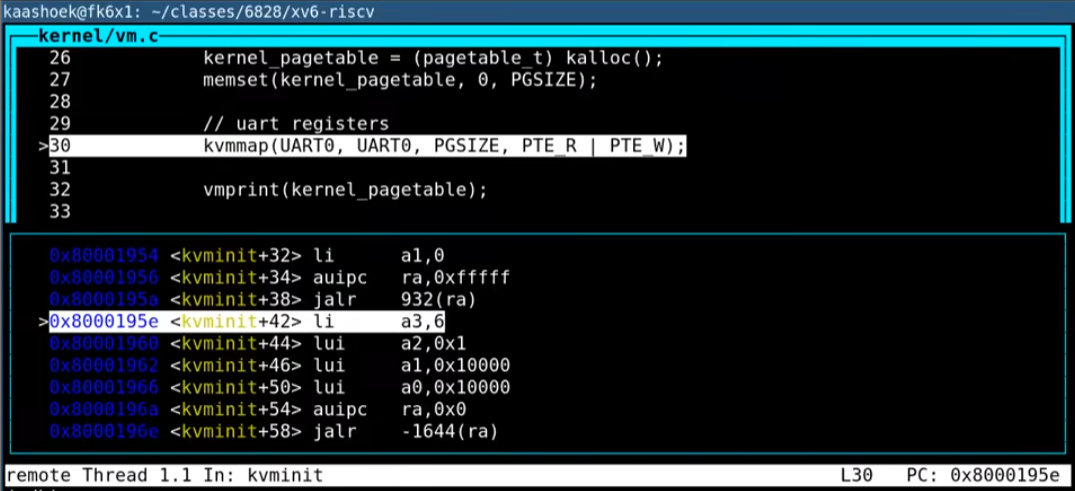 kaashoek@fk6x1: ~/classes/6828/xv6-riscv
kernel/vm.c
26 kernel_pagetable = (pagetable_t) kalloc();
27 memset(kernel_pagetable, 0, PGSIZE);
28
29 // uart registers
>30 kvmmap(UART0, UART0, PGSIZE, PTE_R | PTE_W);
31
32 vmprint(kernel_pagetable);
33
0x80001954 <kvminit+32> li a1,0
0x80001956 <kvminit+34> auipc ra,0xfffff
0x8000195a <kvminit+38> jalr 932(ra)
>0x8000195e <kvminit+42> li a3,6
0x80001960 <kvminit+44> lui a2,0x1
0x80001962 <kvminit+46> lui a1,0x10000
0x80001966 <kvminit+50> lui a0,0x10000
0x8000196a <kvminit+54> auipc ra,0x0
0x8000196e <kvminit+58> jalr -1644(ra)
remote Thread 1.1 In: kvminit L30 PC: 0x8000195e